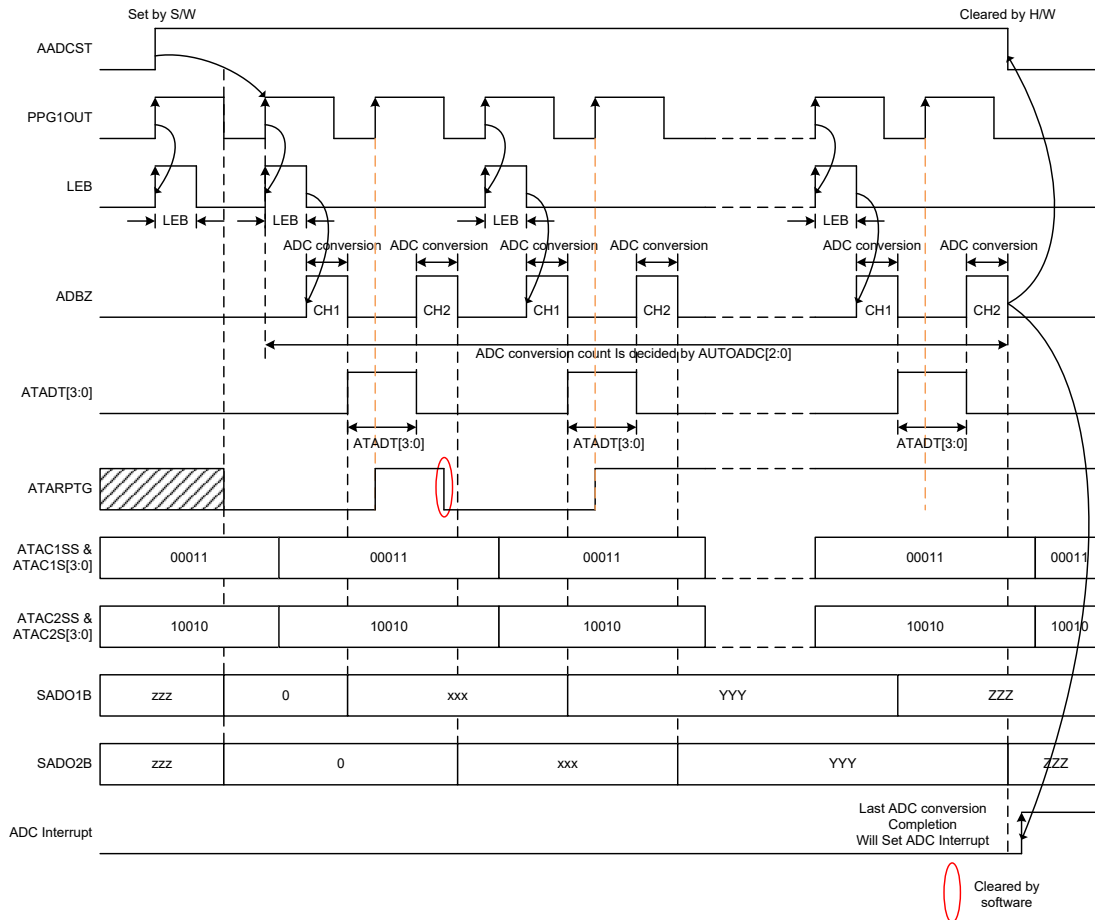 Set by S/W
Cleared by H/W
AADCST
PPG1OUT
LEB
LEB
LEB
LEB
LEB
ADC conversion
ADC conversion
ADC conversion
ADC conversion
ADC conversion
ADC conversion
ADBZ
CH1
CH2
CH1
CH2
CH1
CH2
ADC conversion count Is decided by AUTOADC[2:0]
ATADT[3:0]
ATADT[3:0]
ATADT[3:0]
ATADT[3:0]
ATARPTG
ATAC1SS &
ATAC1S[3:0]
00011
00011
00011
00011
00011
ATAC2SS &
ATAC2S[3:0]
10010
10010
10010
10010
10010
SADO1B
zzz
0
xxx
YYY
ZZZ
SADO2B
zzz
0
xxx
YYY
ZZZ
ADC Interrupt
Last ADC conversion
Completion
Will Set ADC Interrupt
Cleared by
software